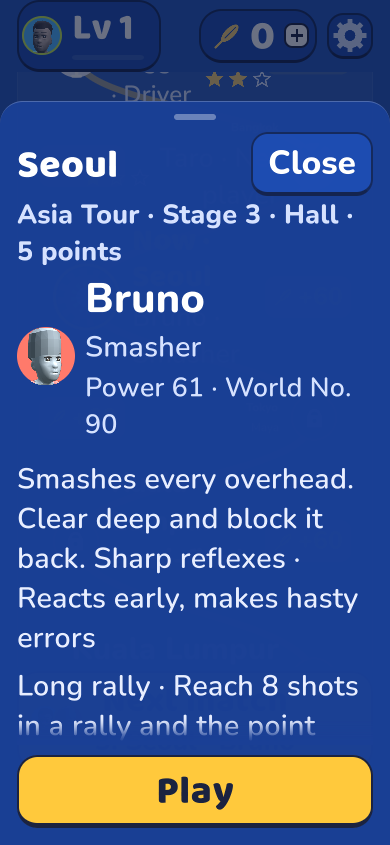 Lv 1
0
· Driver
Seoul
Close
Asia Tour · Stage 3 · Hall ·
5 points
Bruno
Smasher
Power 61 · World No.
90
Smashes every overhead.
Clear deep and block it
back. Sharp reflexes ·
Reacts early, makes hasty
errors
Long rally · Reach 8 shots
in a rally and the point
Play